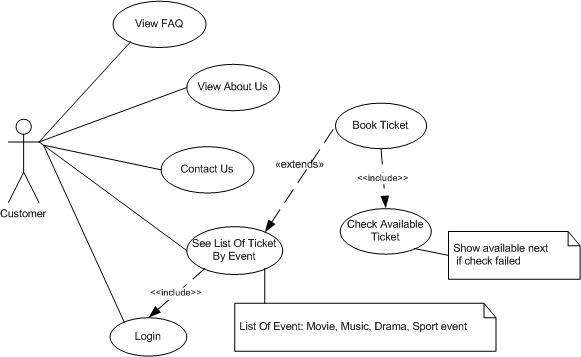 View FAQ
View About Us
Book Ticket
«extends»
Contact Us
<<include>>
Customer
Check Available
Ticket
See List Of Ticket
By Event
Show available next
if check failed
<<include>>
List Of Event: Movie, Music, Drama, Sport event
Login